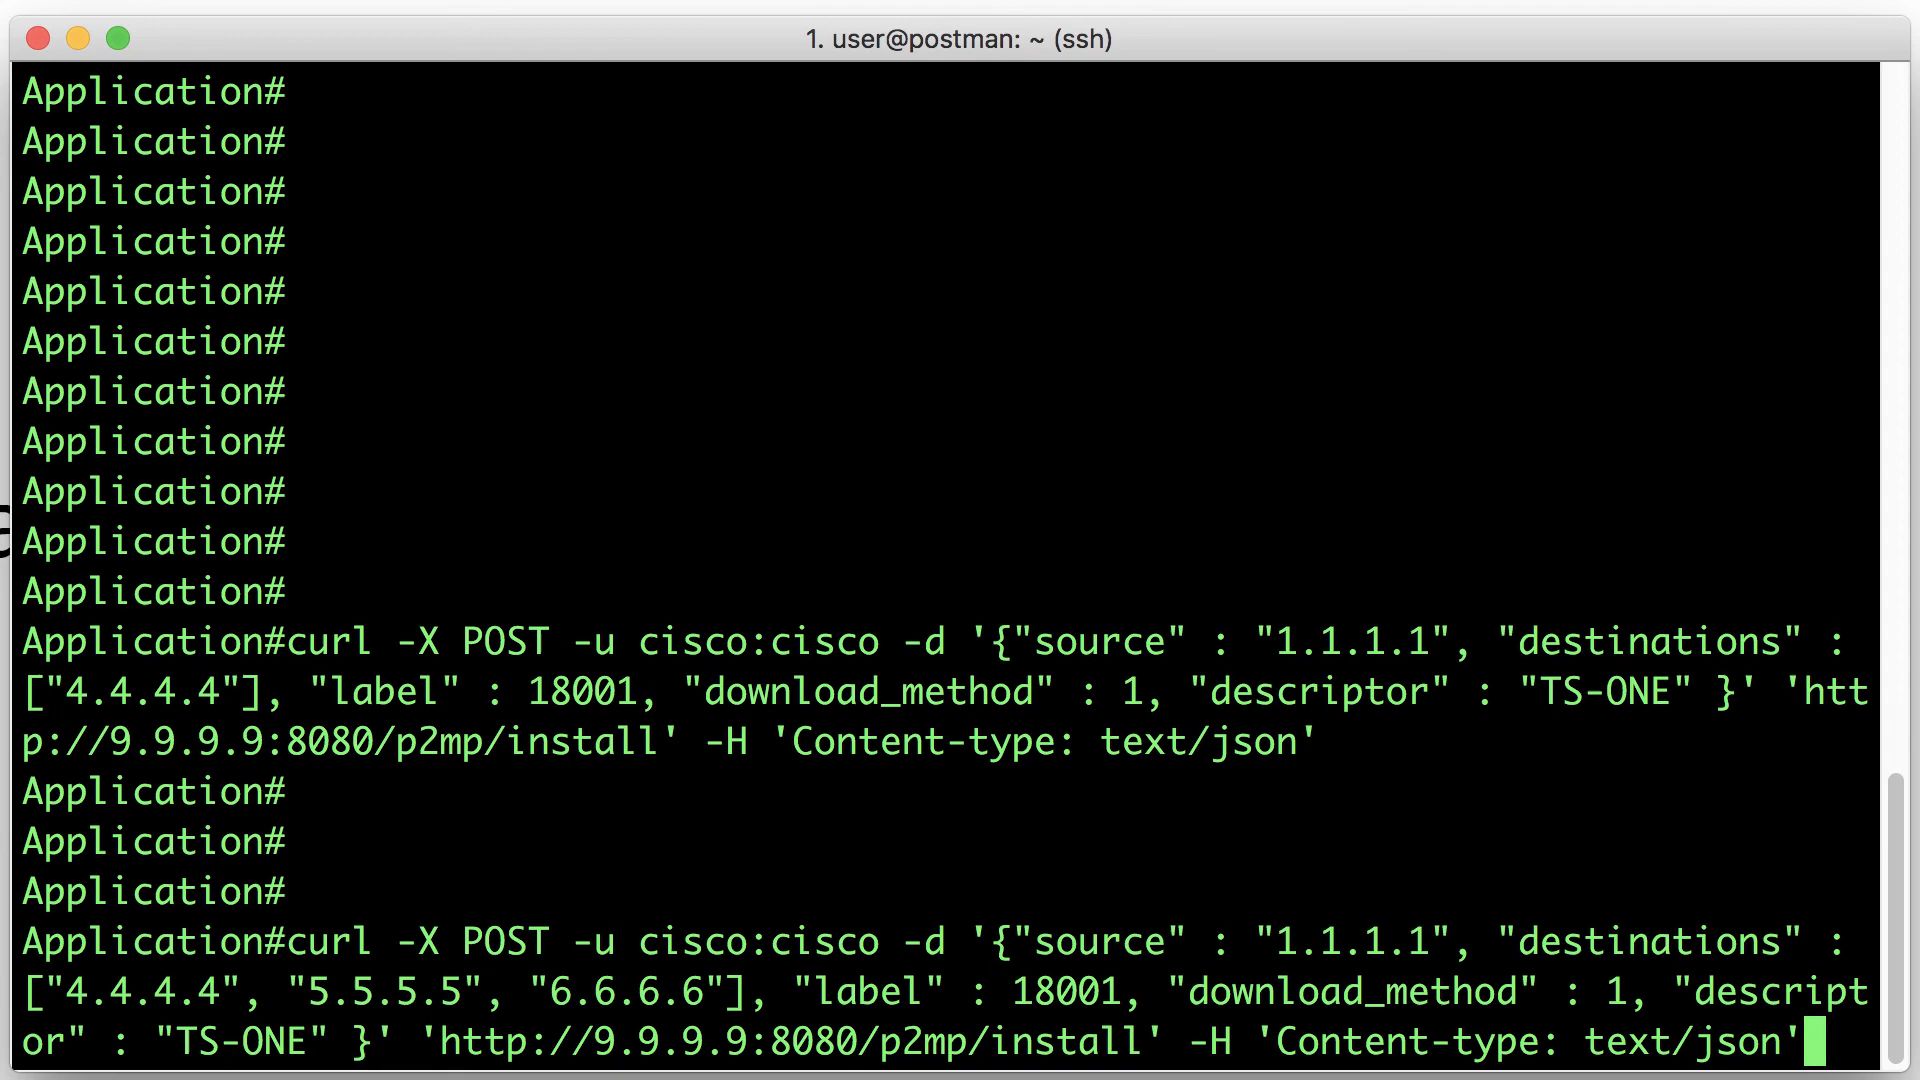 1. user@postman: ~ (ssh)
Application#
Application#
Application#
Application#
Application#
Application#
Application#
Application#
Application#
Application#
Application#
Application#curl -X POST -u cisco:cisco -d '{"source" : "1.1.1.1", "destinations" :
["4.4.4.4"], "label" : 18001, "download_method" : 1, "descriptor" : "TS-ONE" }' 'htt
p://9.9.9.9:8080/p2mp/install' -H 'Content-type: text/json'
Application#
Application#
Application#
Application#curl -X POST -u cisco:cisco -d '{"source" : "1.1.1.1", "destinations" :
["4.4.4.4", "5.5.5.5", "6.6.6.6"], "label" : 18001, "download_method" : 1, "descript
or" : "TS-ONE" }' 'http://9.9.9.9:8080/p2mp/install' -H 'Content-type: text/json'